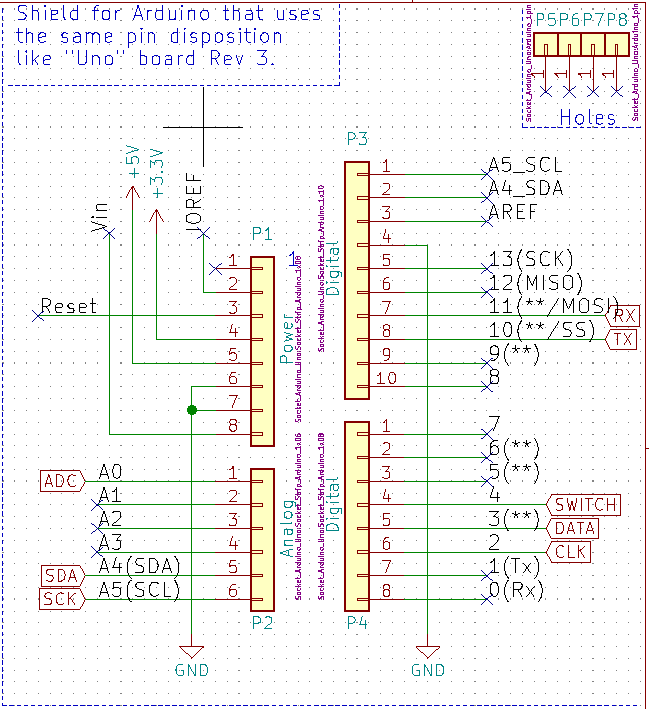 Shield for Arduino that uses
the same pin disposition
like "Uno" board Rev 3.
P5 P6 P7 P8
1 1 1 1
Holes
+5V
+3.3V
Vin
IOREF
Reset
P1
Power
1
1
2
3
4
5
6
7
8
P3
Digital
1 A5_SCL
2 A4_SDA
3 AREF
4
5 13(SCK)
6 12(MISO)
7 11(**/MOSI) RX
8 10(**/SS) TX
9 9(**)
10 8
ADC A0 1
A1 2
A2 3
A3 4
SDA A4(SDA) 5
SCK A5(SCL) 6
Analog
P2
Digital
1 7
2 6(**)
3 5(**)
4 4 SWITCH
5 3(**) DATA
6 2 CLK
7 1(Tx)
8 0(Rx)
P4
GND
GND
Socket_Arduino_Uno:Socket_Strip_Arduino_1x08
Socket_Arduino_Uno:Socket_Strip_Arduino_1x10
Socket_Arduino_Uno:Socket_Strip_Arduino_1x06
Socket_Arduino_Uno:Socket_Strip_Arduino_1x08